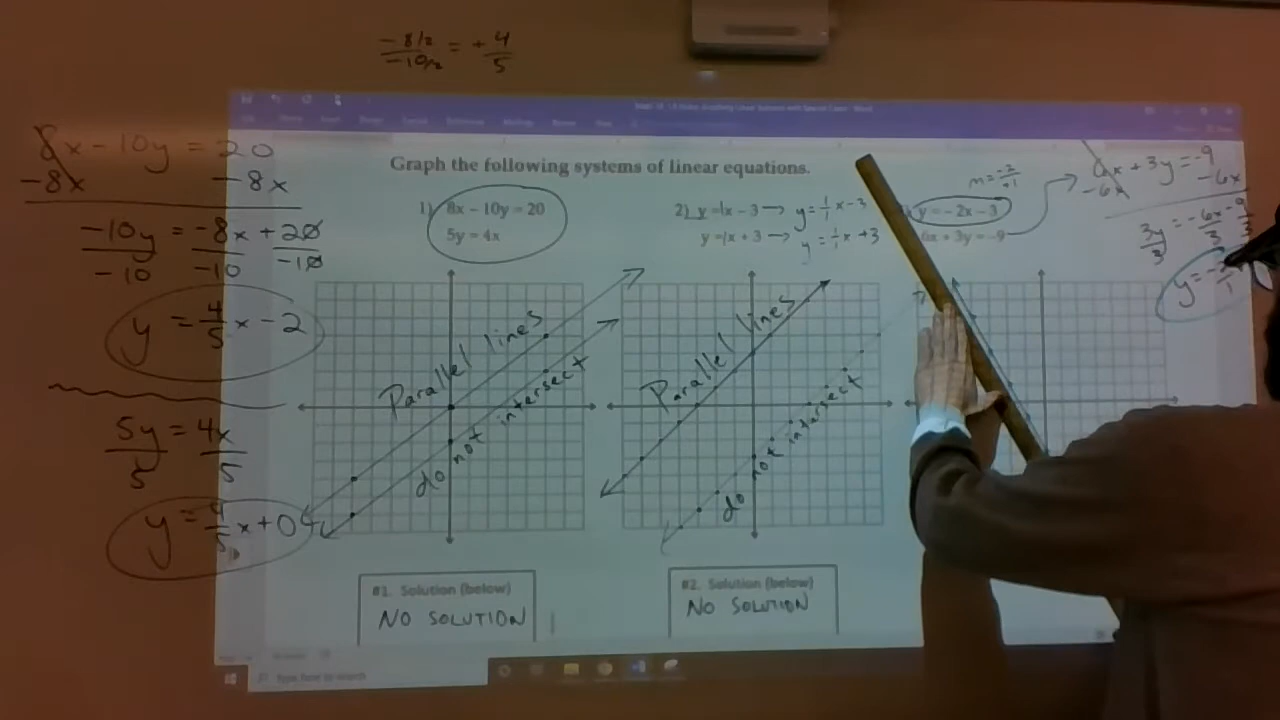 -8/2 / -10/2 = + 4/5
Graph the following systems of linear equations.
8x - 10y = 20
-8x -8x
-10y = -8x + 20
-10 -10 -10
y = 4/5 x - 2
5y = 4x
5 5
y = 4/5 x + 0
1) 8x - 10y = 20
5y = 4x
Parallel lines
do not intersect
#1. Solution (below)
NO SOLUTION
2) y = 1x - 3 → y = 1/1 x - 3
y = 1x + 3 → y = 1/1 x + 3
Parallel lines
do not intersect
#2. Solution (below)
NO SOLUTION
m = -2/+1
y = -2x - 3
6x + 3y = -9
6x + 3y = -9
-6x -6x
3y = -6x -9
3 3 3
y =
Type here to search